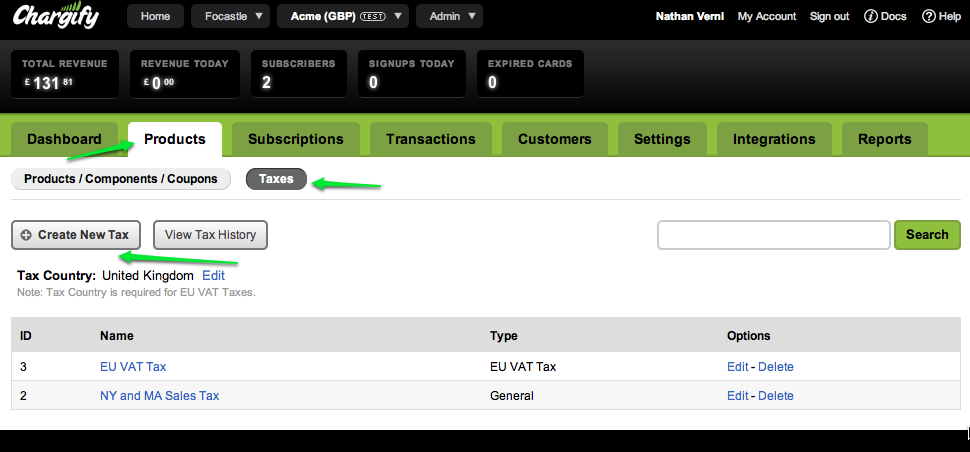 Chargify
Home Focastle Acme (GBP) (TEST) Admin Nathan Verni My Account Sign out Docs Help
TOTAL REVENUE REVENUE TODAY SUBSCRIBERS SIGNUPS TODAY EXPIRED CARDS
£ 131 81 £ 0 00 2 0 0
Dashboard Products Subscriptions Transactions Customers Settings Integrations Reports
Products / Components / Coupons Taxes
Create New Tax View Tax History Search
Tax Country: United Kingdom Edit
Note: Tax Country is required for EU VAT Taxes.
ID Name Type Options
3 EU VAT Tax EU VAT Tax Edit - Delete
2 NY and MA Sales Tax General Edit - Delete